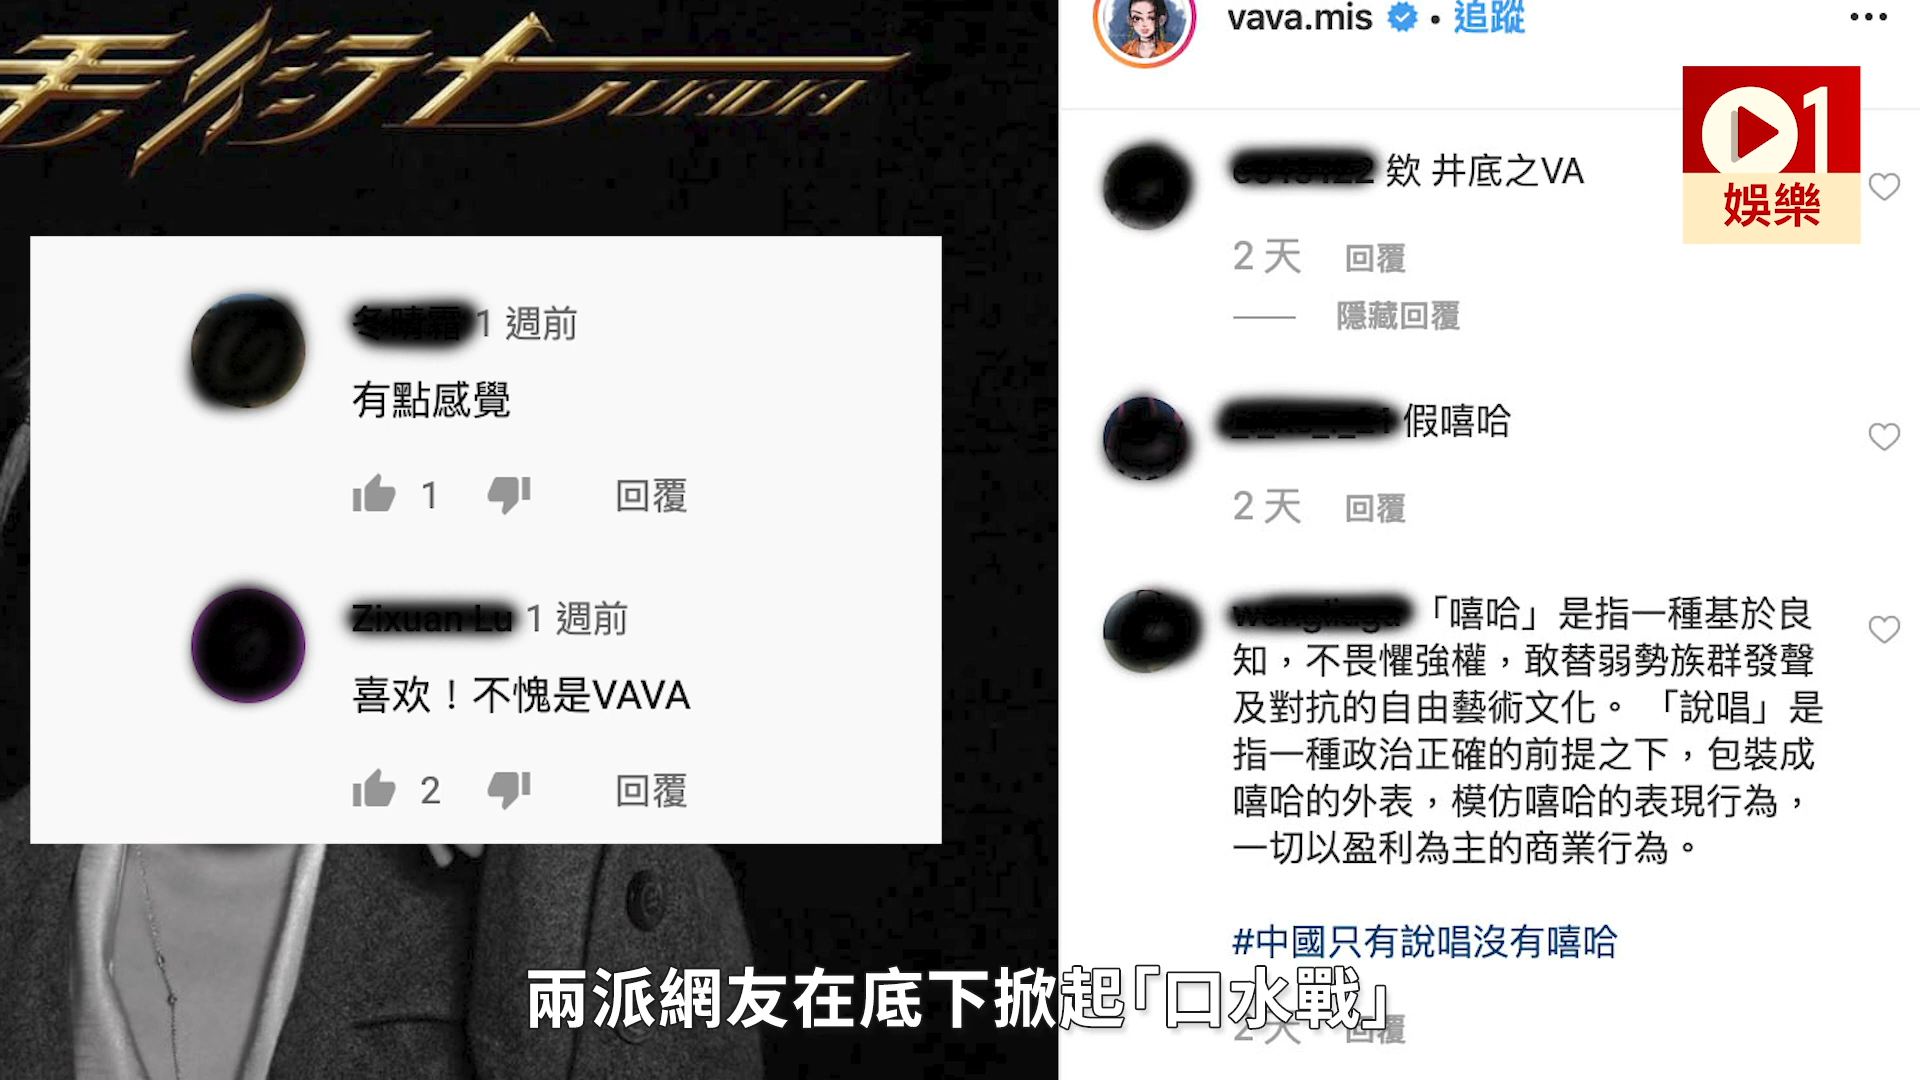 1 週前
有點感覺
1
回覆
Zixuan Lu 1 週前
喜欢！不愧是VAVA
2
回覆
vava.mis • 追蹤
欸 井底之VA
2 天 回覆
隱藏回覆
假嘻哈
2 天 回覆
「嘻哈」是指一種基於良
知，不畏懼強權，敢替弱勢族群發聲
及對抗的自由藝術文化。「說唱」是
指一種政治正確的前提之下，包裝成
嘻哈的外表，模仿嘻哈的表現行為，
一切以盈利為主的商業行為。
#中國只有說唱沒有嘻哈
2 天 回覆
01
娛樂
兩派網友在底下掀起「口水戰」